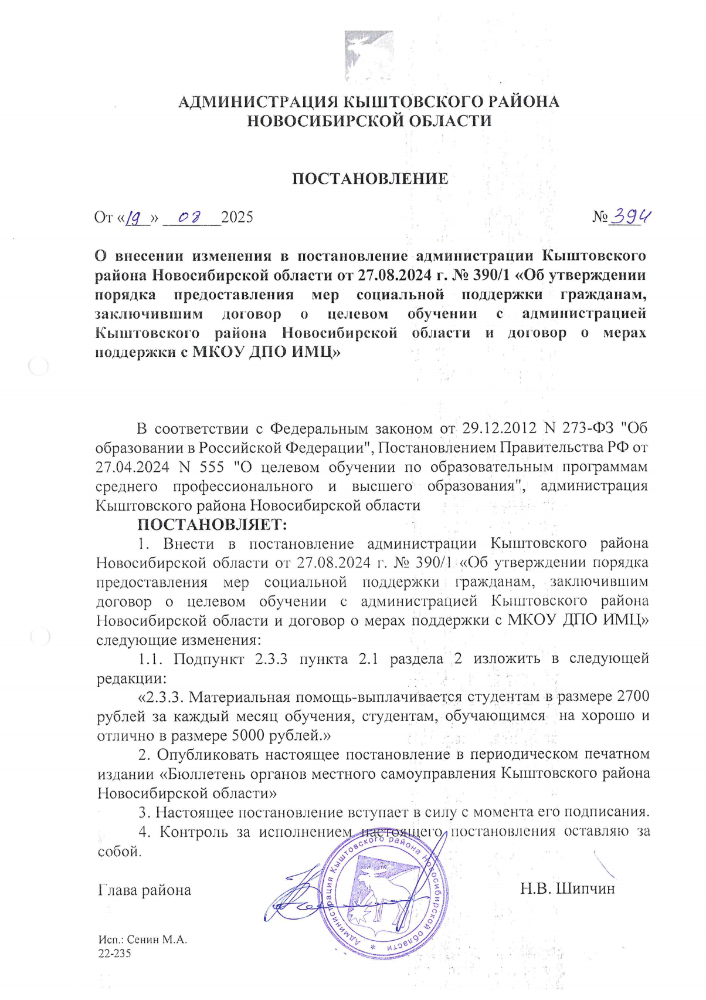 АДМИНИСТРАЦИЯ КЫШТОВСКОГО РАЙОНА
НОВОСИБИРСКОЙ ОБЛАСТИ
ПОСТАНОВЛЕНИЕ
От «19» 08 2025 № 394
О внесении изменения в постановление администрации Кыштовского
района Новосибирской области от 27.08.2024 г. № 390/1 «Об утверждении
порядка предоставления мер социальной поддержки гражданам,
заключившим договор о целевом обучении с администрацией
Кыштовского района Новосибирской области и договор о мерах
поддержки с МКОУ ДПО ИМЦ»
В соответствии с Федеральным законом от 29.12.2012 N 273-ФЗ "Об
образовании в Российской Федерации", Постановлением Правительства РФ от
27.04.2024 N 555 "О целевом обучении по образовательным программам
среднего профессионального и высшего образования", администрация
Кыштовского района Новосибирской области
ПОСТАНОВЛЯЕТ:
1. Внести в постановление администрации Кыштовского района
Новосибирской области от 27.08.2024 г. № 390/1 «Об утверждении порядка
предоставления мер социальной поддержки гражданам, заключившим
договор о целевом обучении с администрацией Кыштовского района
Новосибирской области и договор о мерах поддержки с МКОУ ДПО ИМЦ»
следующие изменения:
1.1. Подпункт 2.3.3 пункта 2.1 раздела 2 изложить в следующей
редакции:
«2.3.3. Материальная помощь-выплачивается студентам в размере 2700
рублей за каждый месяц обучения, студентам, обучающимся на хорошо и
отлично в размере 5000 рублей.»
2. Опубликовать настоящее постановление в периодическом печатном
издании «Бюллетень органов местного самоуправления Кыштовского района
Новосибирской области»
3. Настоящее постановление вступает в силу с момента его подписания.
4. Контроль за исполнением настоящего постановления оставляю за
собой.
Глава района Н.В. Шипчин
Администрация Кыштовского района Новосибирской области *
Исп.: Сенин М.А.
22-235